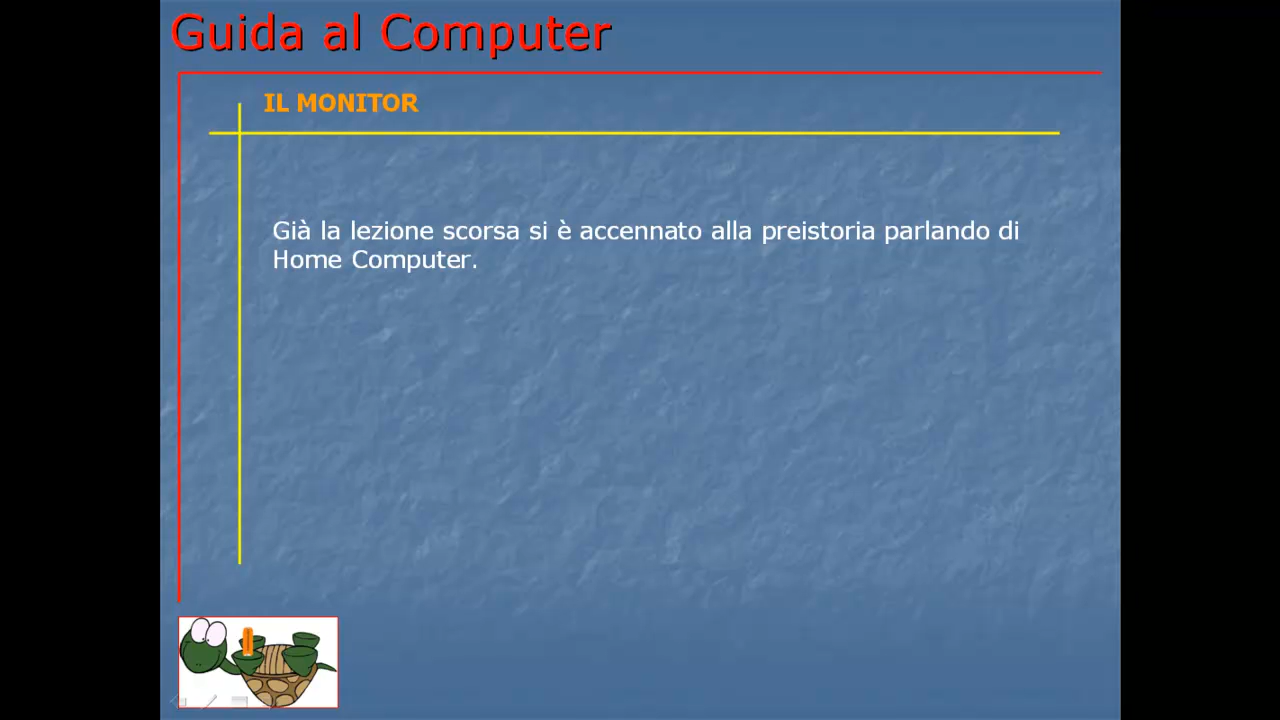 Guida al Computer
IL MONITOR
Già la lezione scorsa si è accennato alla preistoria parlando di
Home Computer.